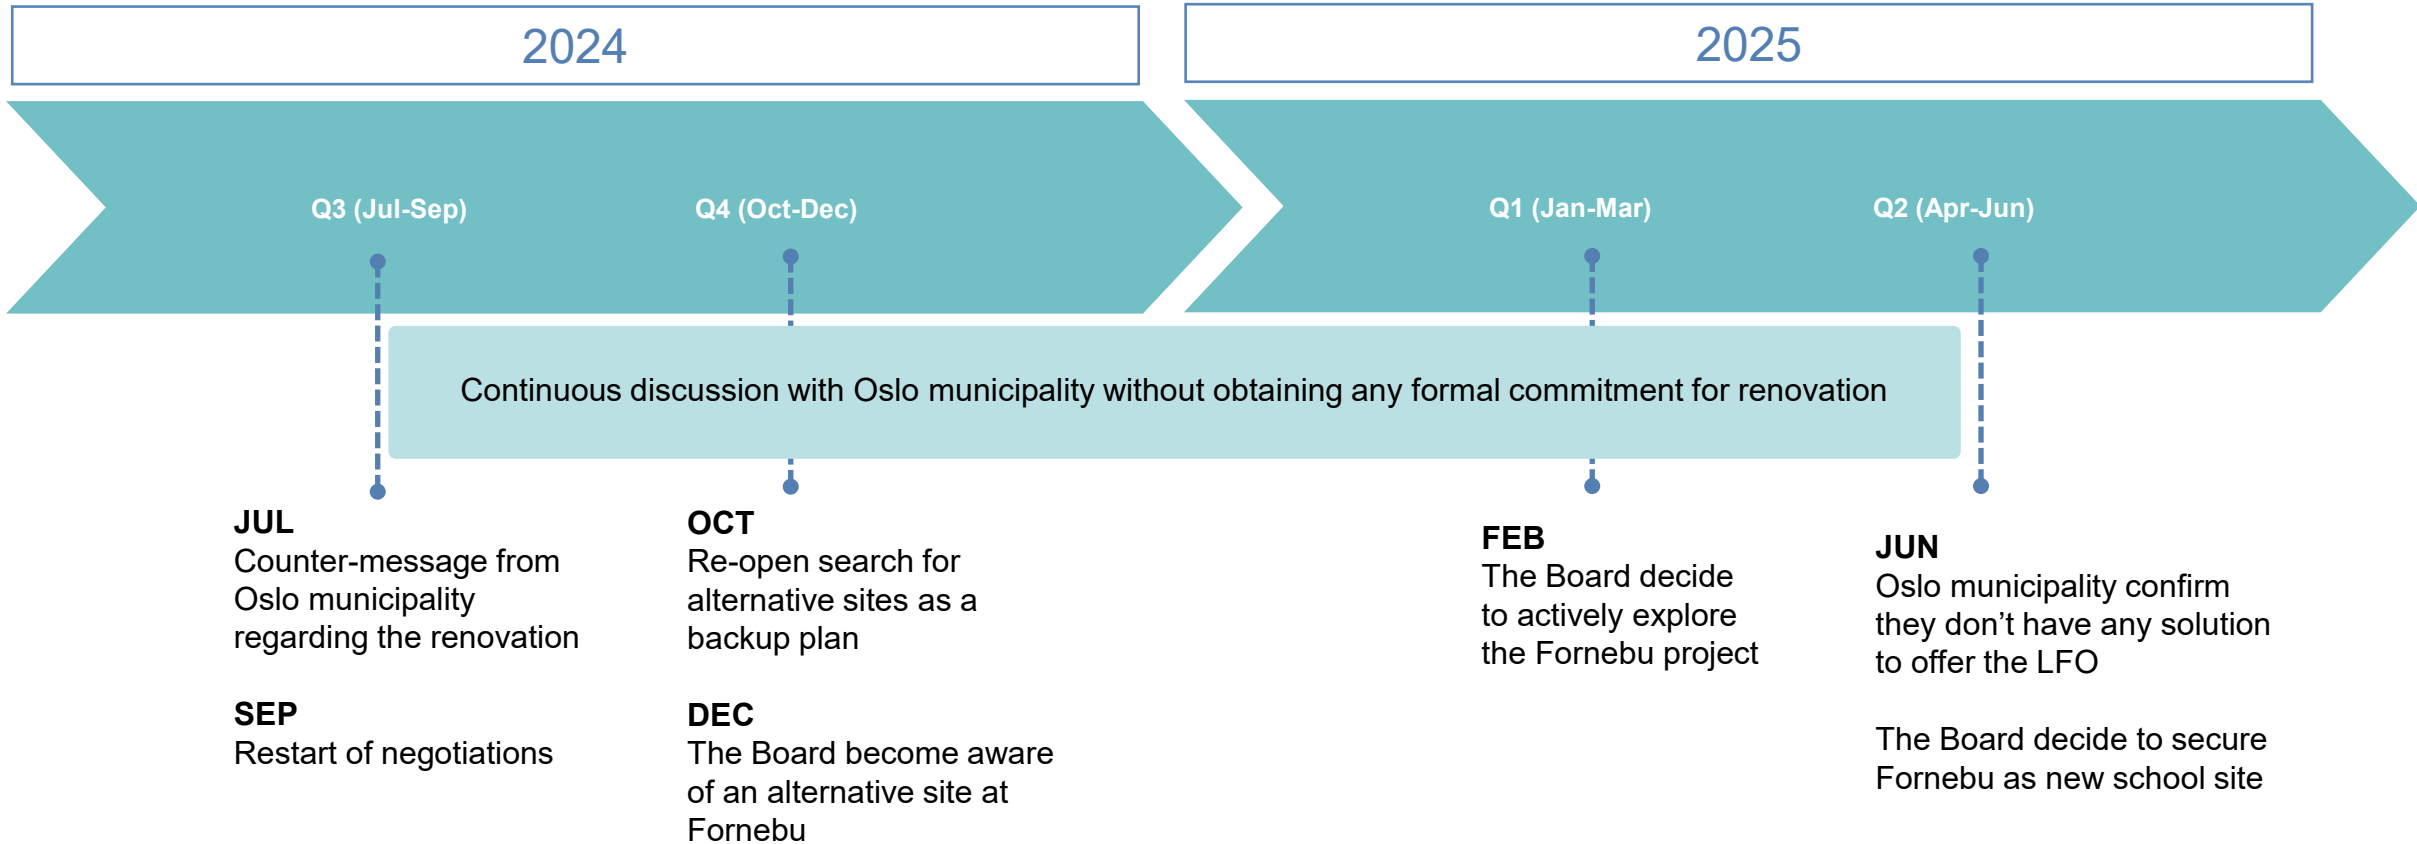 2024
2025
Q3 (Jul-Sep)
Q4 (Oct-Dec)
Q1 (Jan-Mar)
Q2 (Apr-Jun)
Continuous discussion with Oslo municipality without obtaining any formal commitment for renovation
JUL
Counter-message from
Oslo municipality
regarding the renovation
SEP
Restart of negotiations
OCT
Re-open search for
alternative sites as a
backup plan
DEC
The Board become aware
of an alternative site at
Fornebu
FEB
The Board decide
to actively explore
the Fornebu project
JUN
Oslo municipality confirm
they don’t have any solution
to offer the LFO
The Board decide to secure
Fornebu as new school site